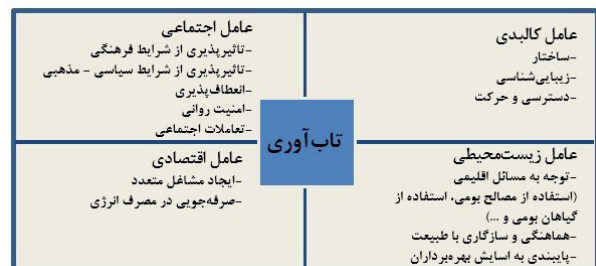 عامل کالبدی
-ساختار
-زیبایی‌شناسی
-دسترسی و حرکت
عامل اجتماعی
-تاثیرپذیری از شرایط فرهنگی
-تاثیرپذیری از شرایط سیاسی - مذهبی
-انعطاف‌پذیری
-امنیت روانی
-تعاملات اجتماعی
تاب‌آوری
عامل زیست‌محیطی
-توجه به مسائل اقلیمی
(استفاده از مصالح بومی، استفاده از
گیاهان بومی و ...)
-هماهنگی و سازگاری با طبیعت
-پایبندی به اسایش بهره‌برداران
عامل اقتصادی
-ایجاد مشاغل متعدد
-صرفه‌جویی در مصرف انرژی